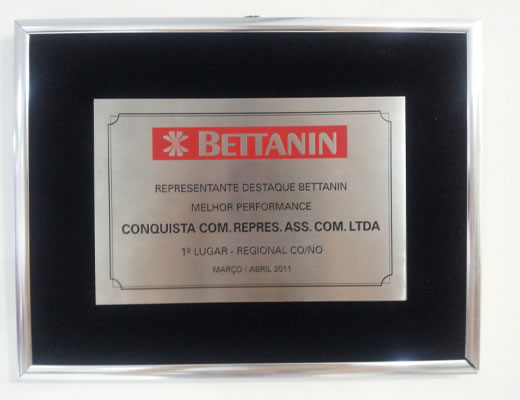 BETTANIN
REPRESENTANTE DESTAQUE BETTANIN
MELHOR PERFORMANCE
CONQUISTA COM. REPRES. ASS. COM. LTDA
1º LUGAR - REGIONAL CO/NO
MARÇO / ABRIL 2011